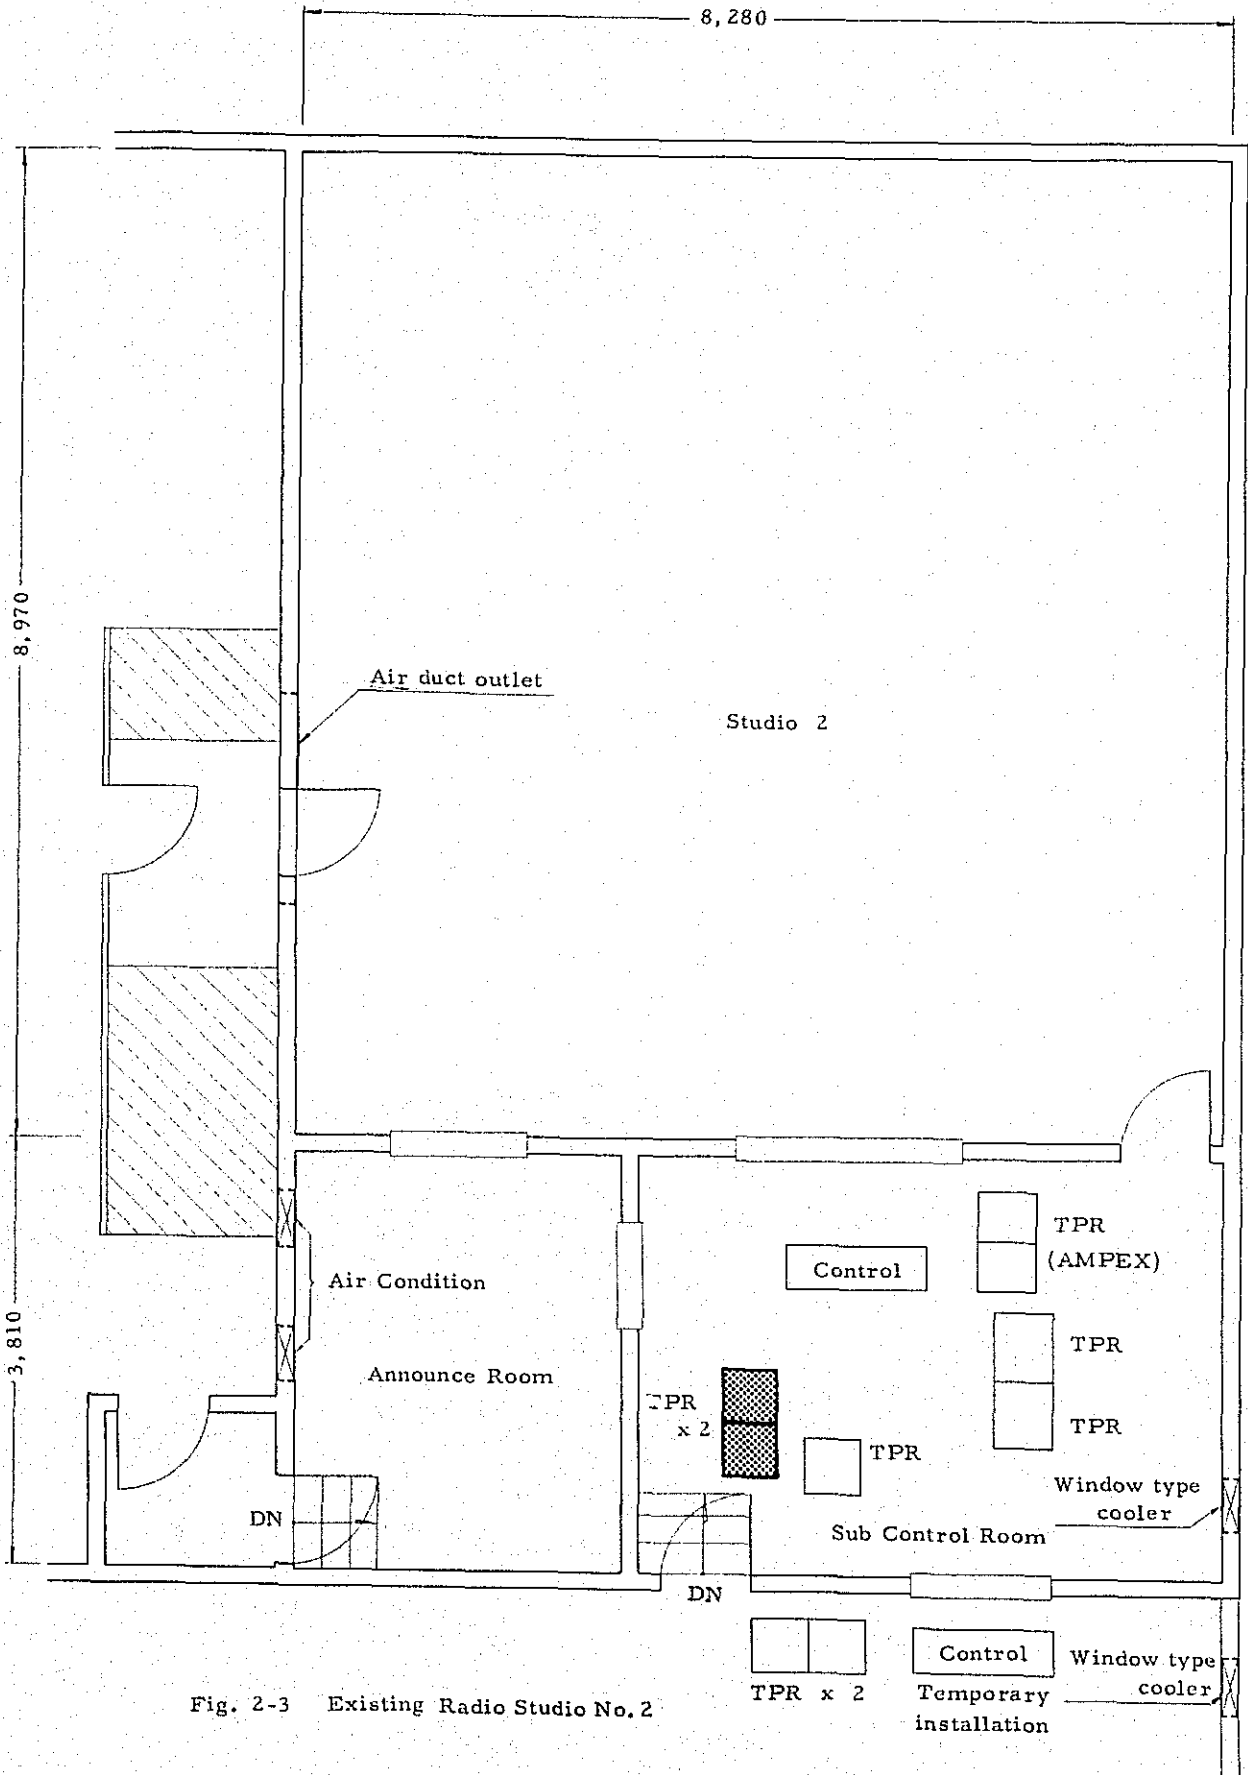 8,280
8,970
Air duct outlet
Studio 2
3,810
Air Condition
Announce Room
Control
TPR
(AMPEX)
TPR
TPR
TPR
x 2
TPR
Window type
cooler
Sub Control Room
DN
DN
TPR x 2
Control
Temporary
installation
Window type
cooler
Fig. 2-3 Existing Radio Studio No. 2